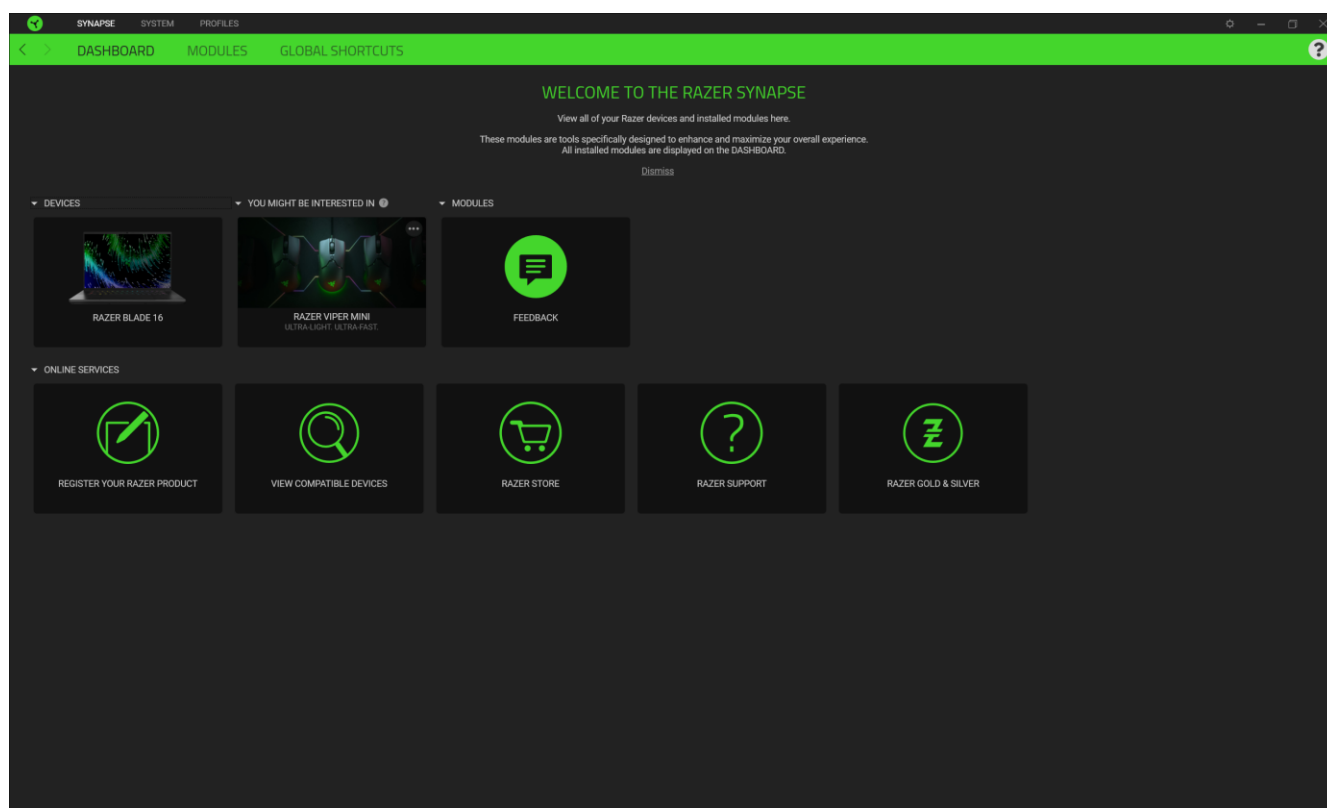 SYNAPSE SYSTEM PROFILES
DASHBOARD MODULES GLOBAL SHORTCUTS
?
WELCOME TO THE RAZER SYNAPSE
View all of your Razer devices and installed modules here.
These modules are tools specifically designed to enhance and maximize your overall experience.
All installed modules are displayed on the DASHBOARD.
Dismiss
DEVICES
YOU MIGHT BE INTERESTED IN ?
MODULES
RAZER BLADE 16
RAZER VIPER MINI
ULTRA-LIGHT. ULTRA-FAST.
FEEDBACK
ONLINE SERVICES
REGISTER YOUR RAZER PRODUCT
VIEW COMPATIBLE DEVICES
RAZER STORE
?
RAZER SUPPORT
RAZER GOLD & SILVER